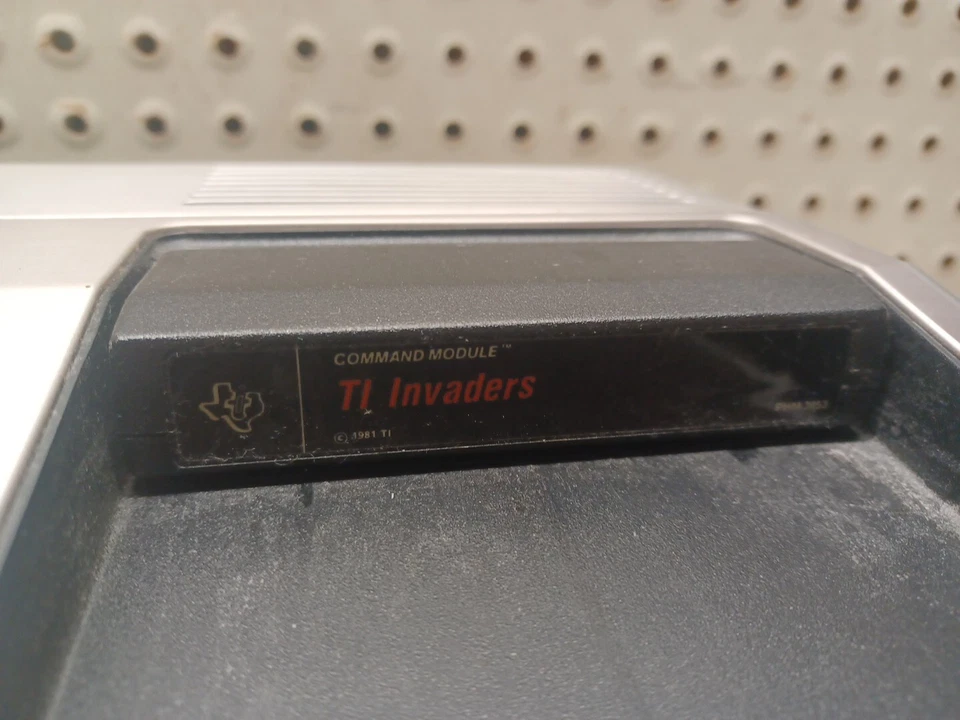 COMMAND MODULE™
TI Invaders
© 1981 TI